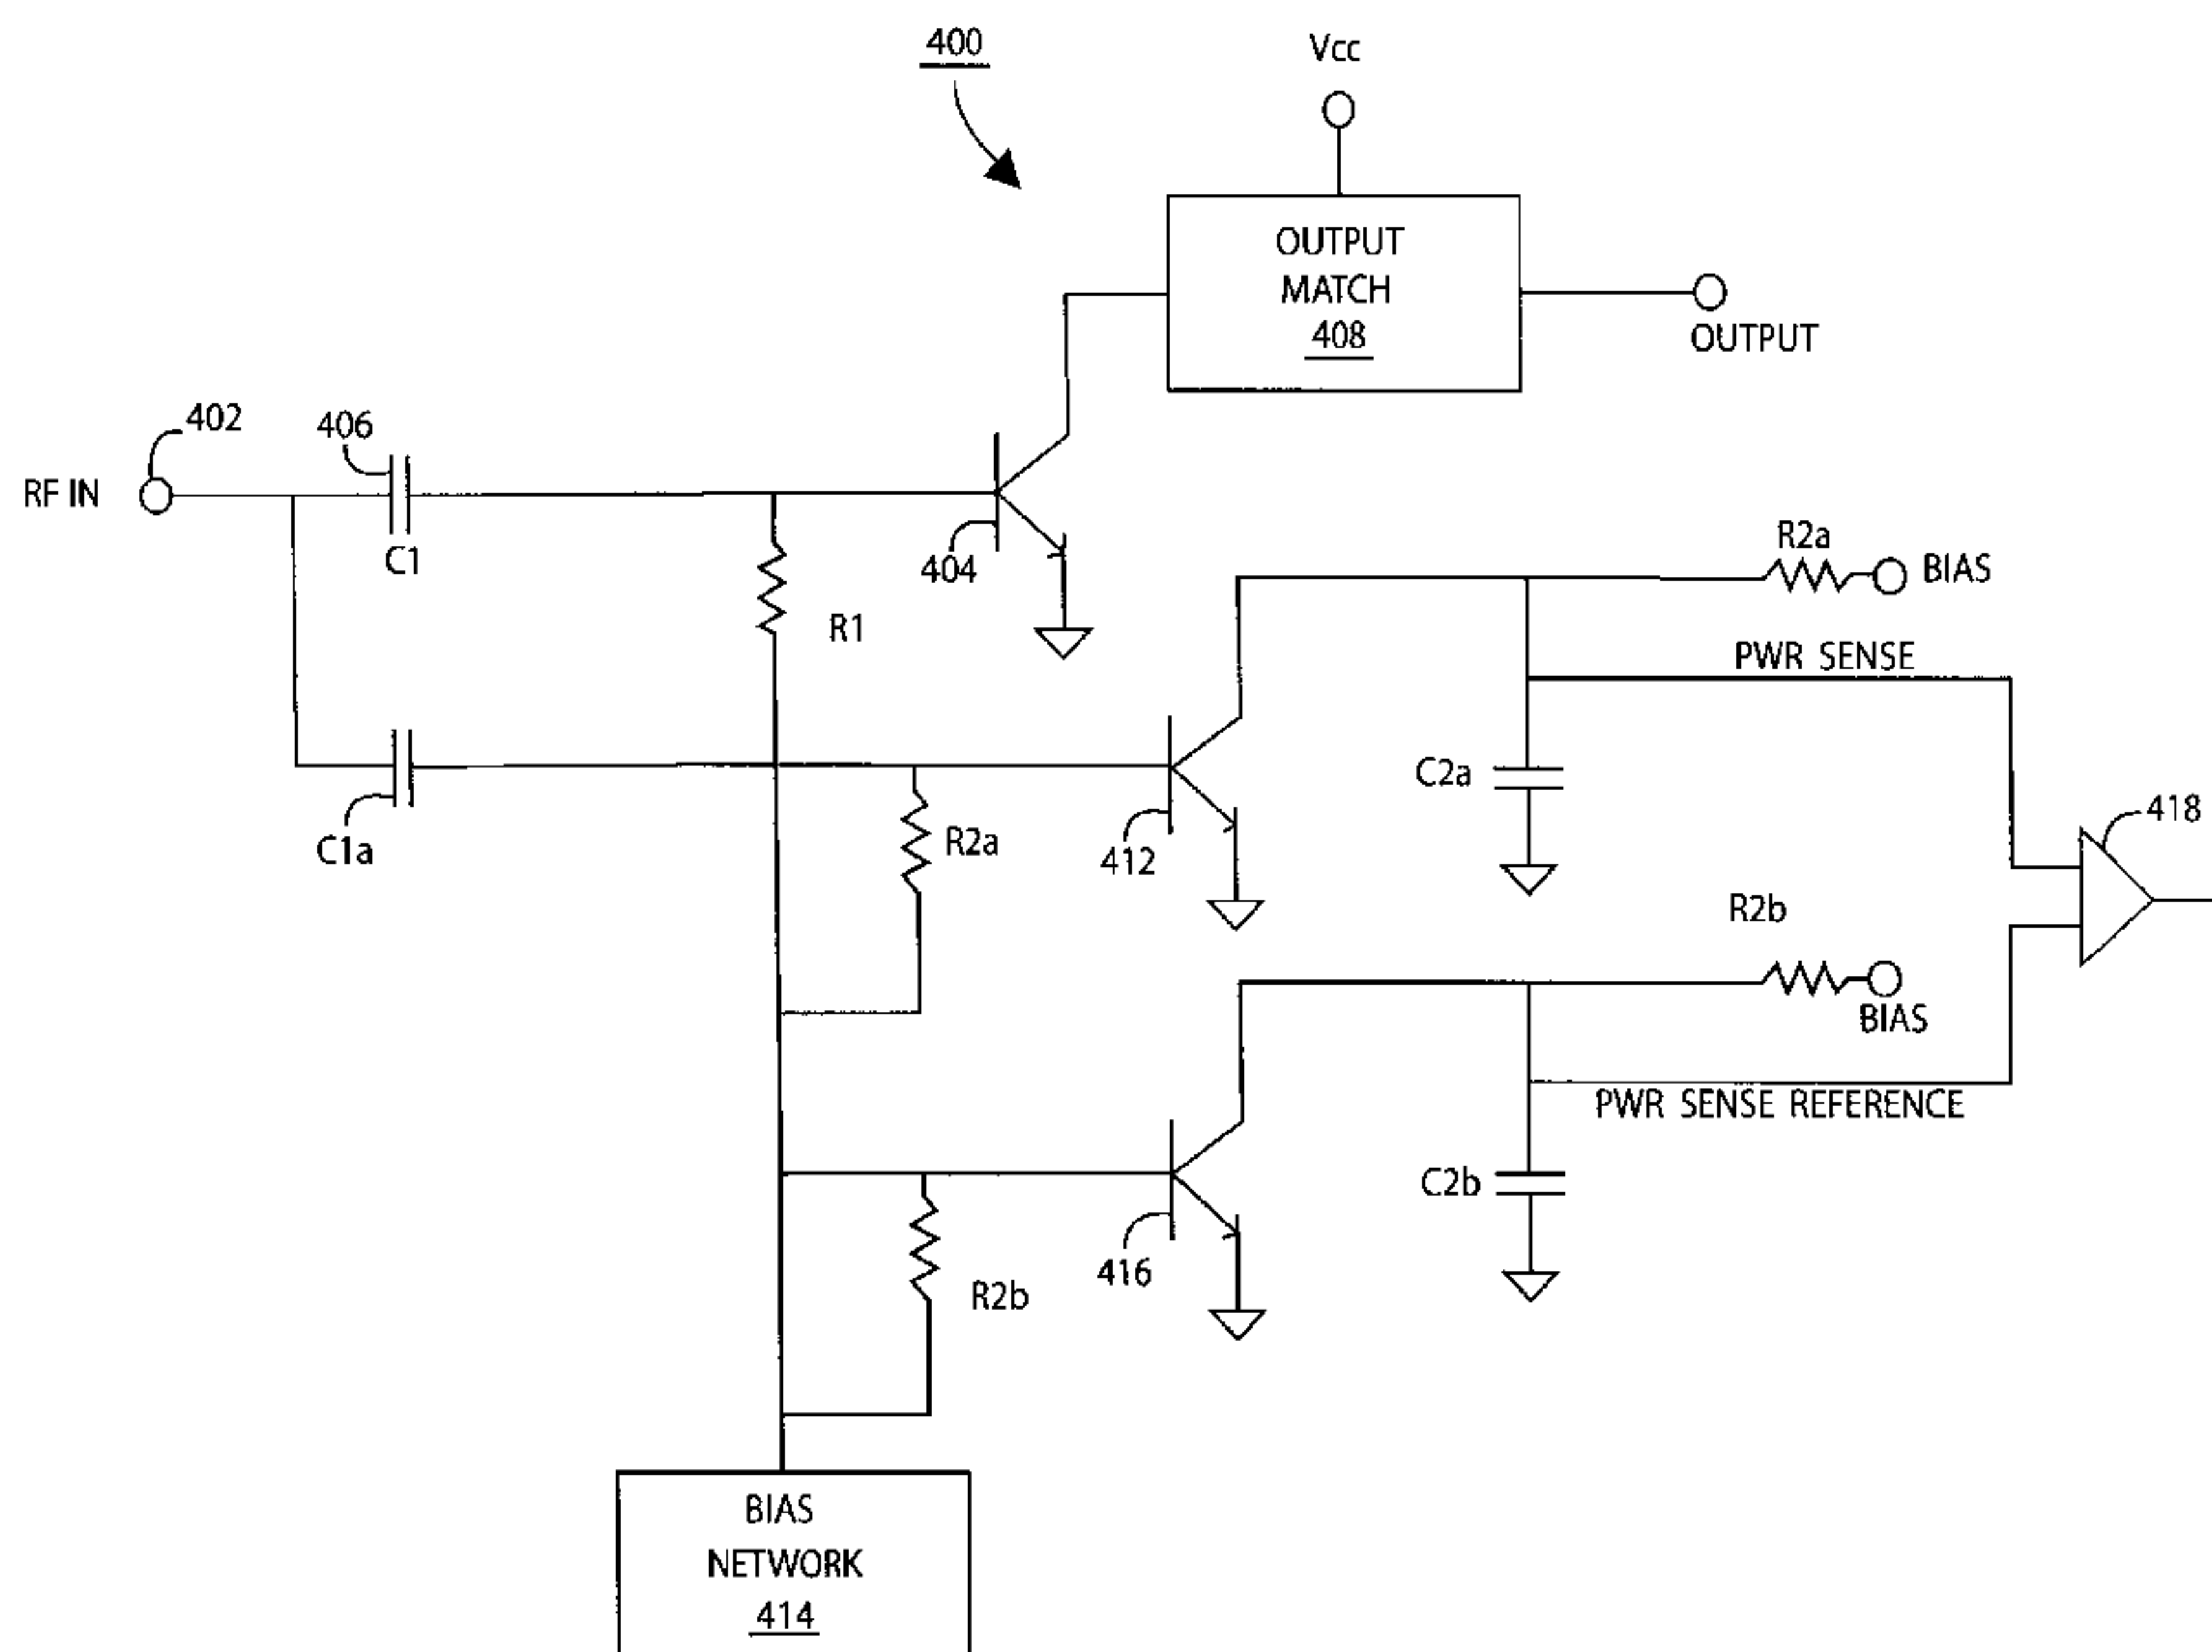 400
Vcc
OUTPUT
MATCH
408
OUTPUT
402
406
RF IN
C1
404
R1
R2a
BIAS
PWR SENSE
C1a
R2a
412
C2a
418
R2b
BIAS
PWR SENSE REFERENCE
C2b
416
R2b
BIAS
NETWORK
414